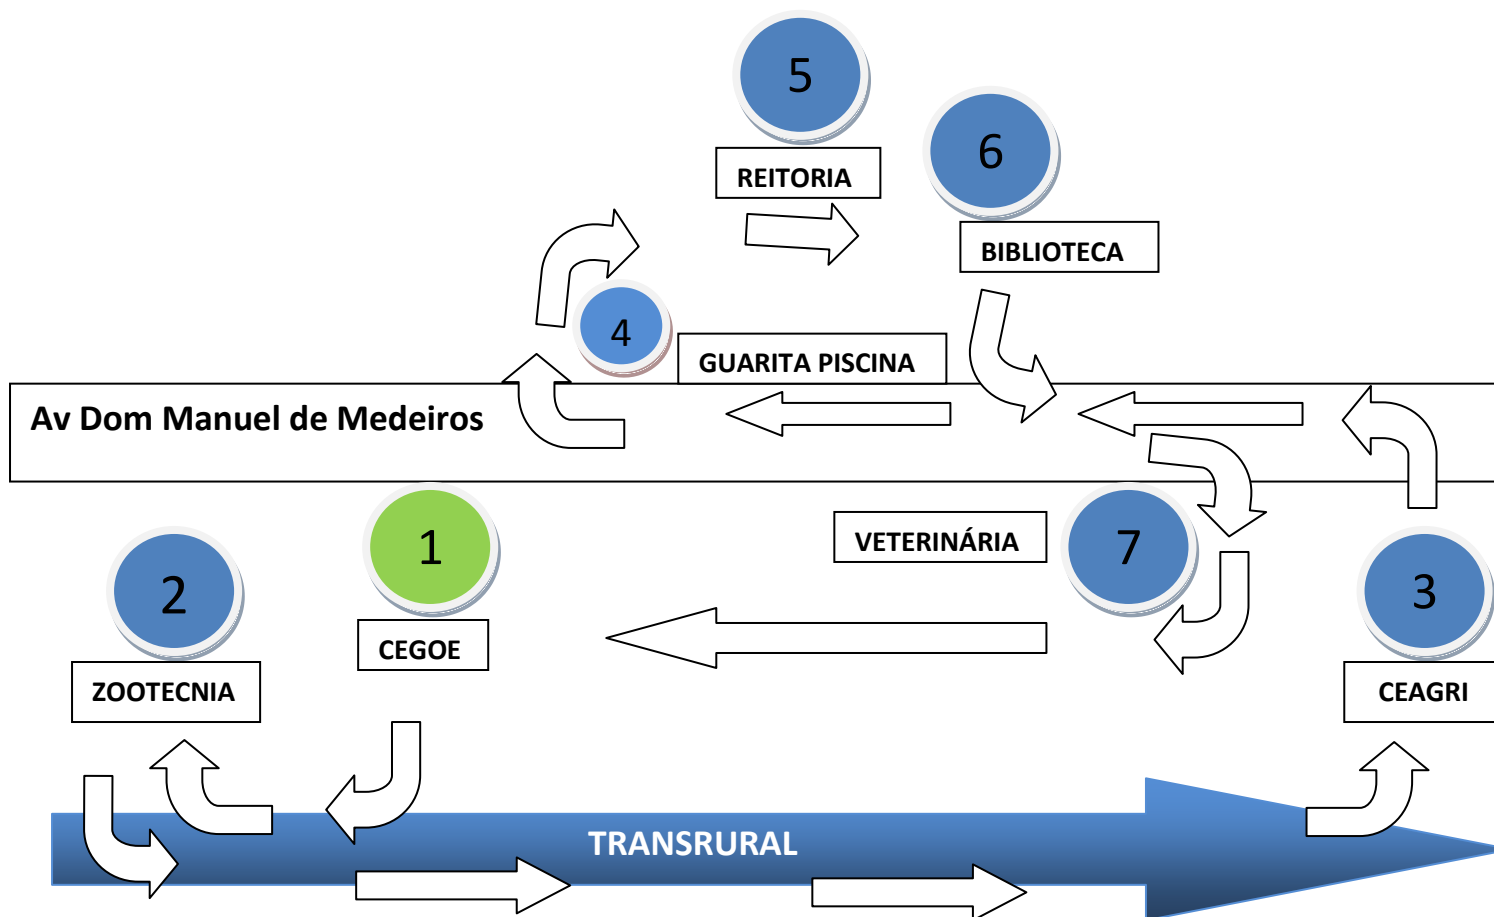 5
REITORIA
6
BIBLIOTECA
4
GUARITA PISCINA
Av Dom Manuel de Medeiros
1
CEGOE
2
ZOOTECNIA
VETERINÁRIA
7
3
CEAGRI
TRANSRURAL